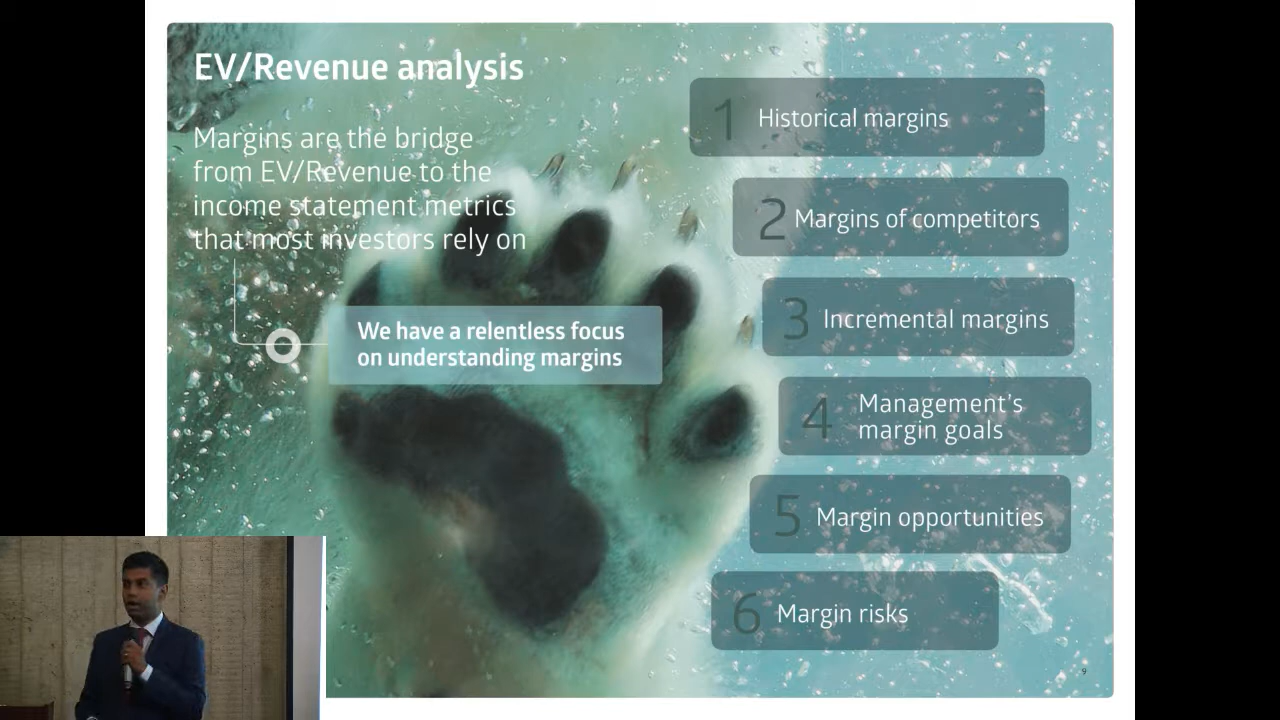 EV/Revenue analysis
Margins are the bridge
from EV/Revenue to the
income statement metrics
that most investors rely on
We have a relentless focus
on understanding margins
1 Historical margins
2 Margins of competitors
3 Incremental margins
4 Management's
margin goals
5 Margin opportunities
6 Margin risks
9